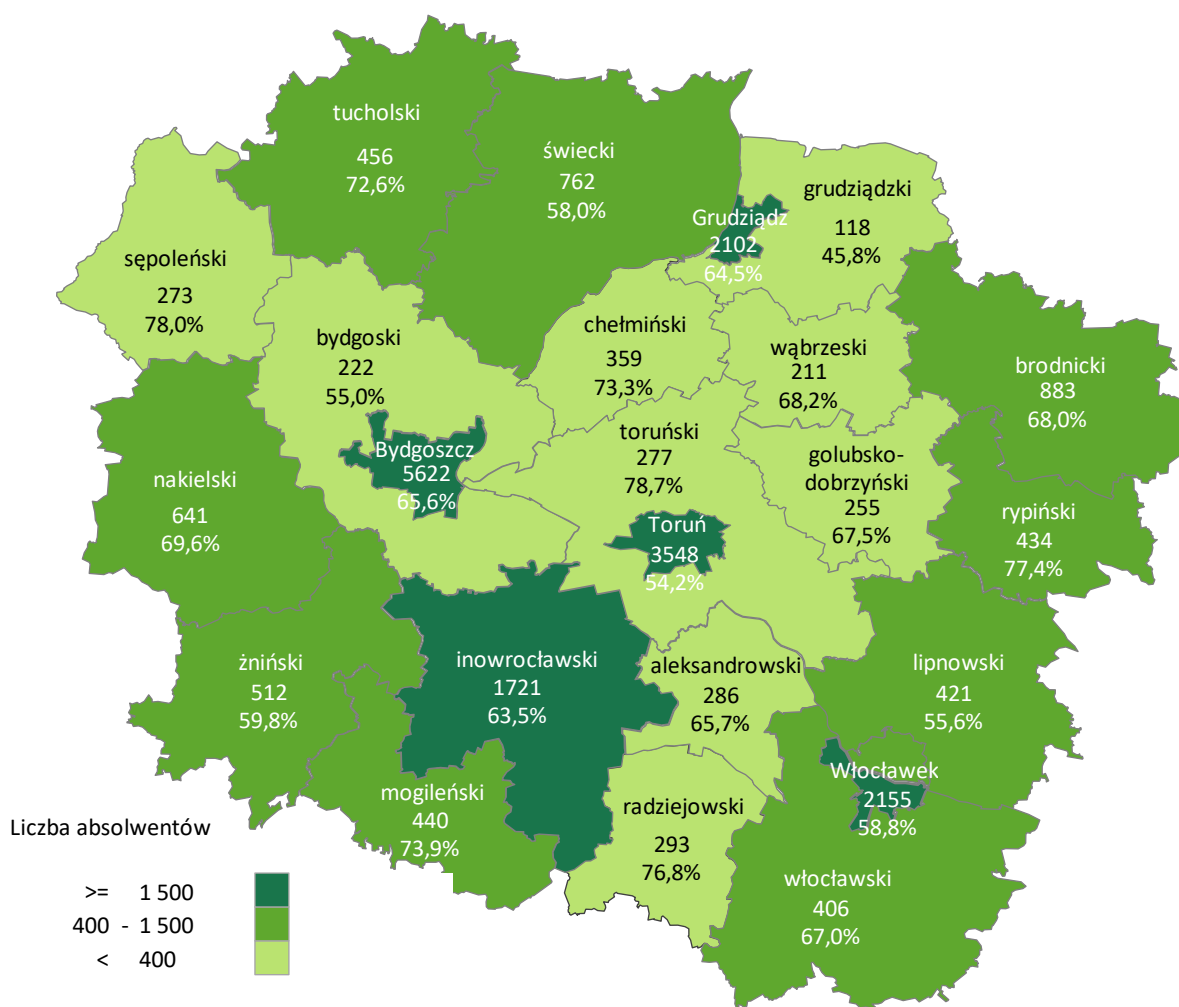 tucholski
456
72,6%
świecki
762
58,0%
grudziądzki
118
45,8%
Grudziądz
2102
64,5%
sępoleński
273
78,0%
bydgoski
222
55,0%
chełmiński
359
73,3%
wąbrzeski
211
68,2%
brodnicki
883
68,0%
Bydgoszcz
5622
65,6%
toruński
277
78,7%
golubsko-
dobrzyński
255
67,5%
nakielski
641
69,6%
rypiński
434
77,4%
Toruń
3548
54,2%
żniński
512
59,8%
inowrocławski
1721
63,5%
aleksandrowski
286
65,7%
lipnowski
421
55,6%
mogileński
440
73,9%
radziejowski
293
76,8%
Włocławek
2155
58,8%
włocławski
406
67,0%
Liczba absolwentów
>= 1 500
400 - 1 500
< 400